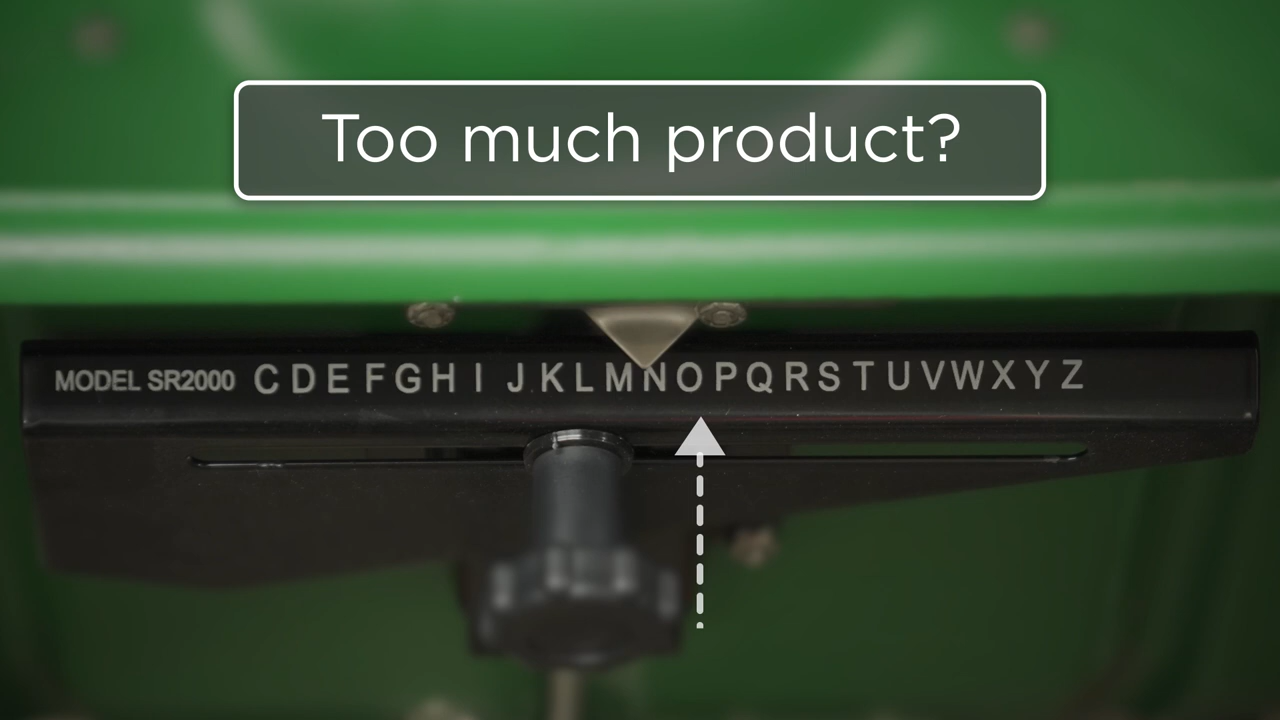 Too much product?
MODEL SR2000 C D E F G H I J K L M N O P Q R S T U V W X Y Z